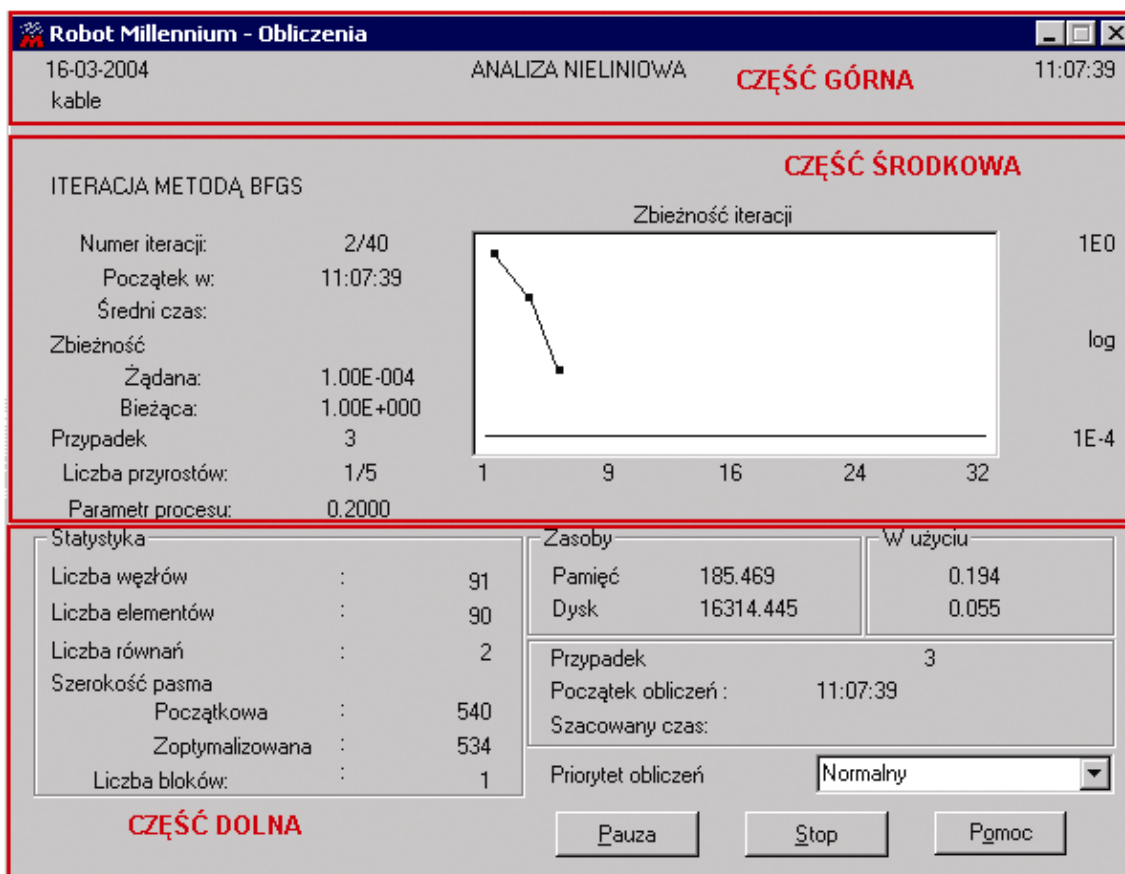 Robot Millennium - Obliczenia
16-03-2004 ANALIZA NIELINIOWA CZĘŚĆ GÓRNA 11:07:39
kable
CZĘŚĆ ŚRODKOWA
ITERACJA METODĄ BFGS
Zbieżność iteracji
Numer iteracji: 2/40 1E0
Początek w: 11:07:39
Średni czas:
Zbieżność log
Żądana: 1.00E-004
Bieżąca: 1.00E+000
Przypadek 3 1E-4
Liczba przyrostów: 1/5 1 9 16 24 32
Parametr procesu: 0.2000
Statystyka Zasoby W użyciu
Liczba węzłów : 91 Pamięć 185.469 0.194
Liczba elementów : 90 Dysk 16314.445 0.055
Liczba równań : 2 Przypadek 3
Szerokość pasma Początek obliczeń : 11:07:39
Początkowa : 540 Szacowany czas:
Zoptymalizowana : 534
Liczba bloków: : 1 Priorytet obliczeń Normalny
CZĘŚĆ DOLNA
Pauza Stop Pomoc